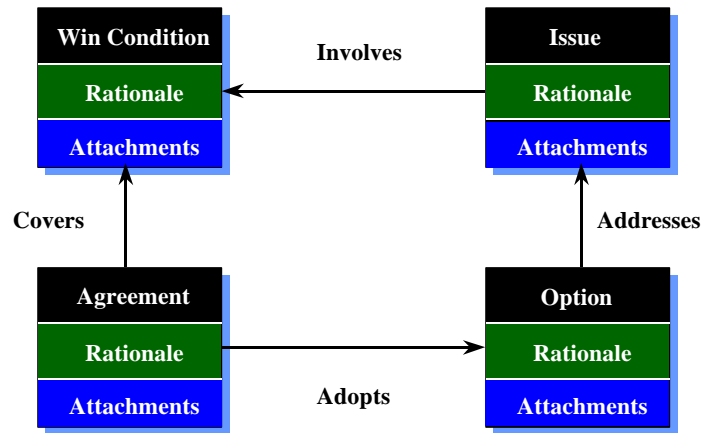 Win Condition
Rationale
Attachments
Involves
Issue
Rationale
Attachments
Covers
Addresses
Agreement
Rationale
Attachments
Adopts
Option
Rationale
Attachments